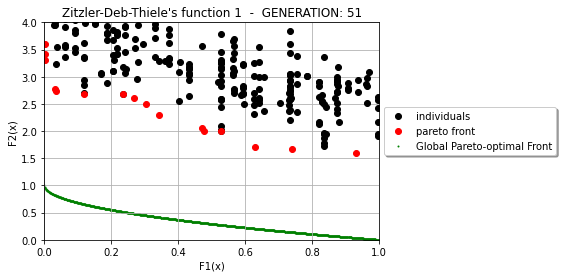 Zitzler-Deb-Thiele's function 1  -  GENERATION: 51
4.0
3.5
3.0
2.5
2.0
1.5
1.0
0.5
0.0
F2(x)
0.0 0.2 0.4 0.6 0.8 1.0
F1(x)
individuals
pareto front
Global Pareto-optimal Front